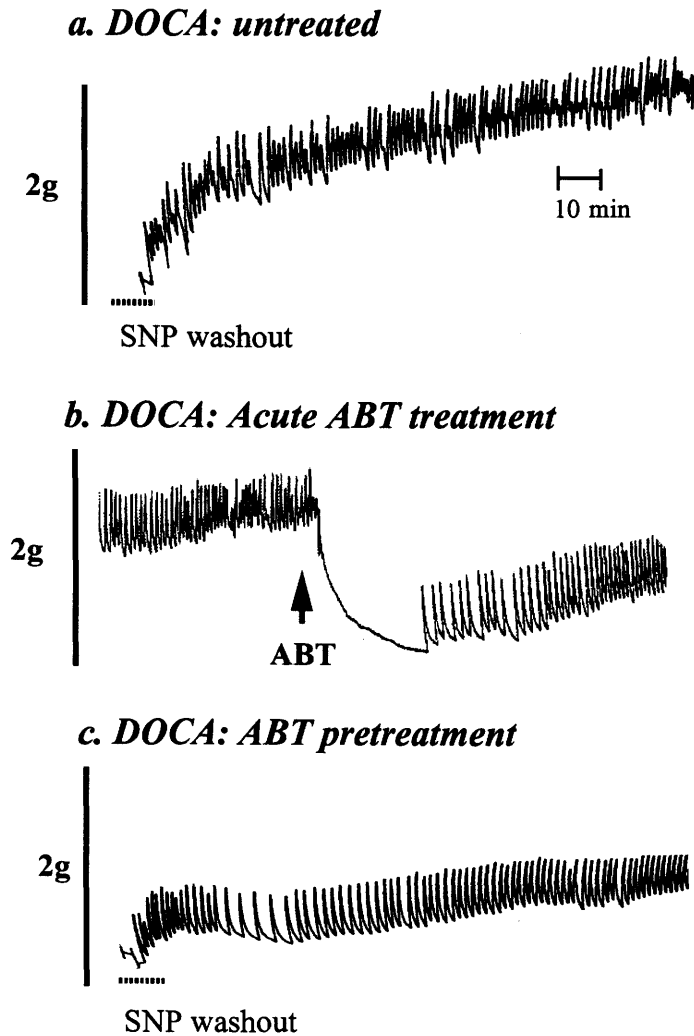 a. DOCA: untreated
2g
10 min
SNP washout
b. DOCA: Acute ABT treatment
2g
ABT
c. DOCA: ABT pretreatment
2g
SNP washout